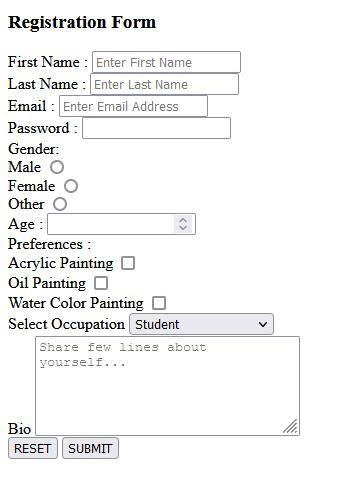 Registration Form
First Name : Enter First Name
Last Name : Enter Last Name
Email : Enter Email Address
Password :
Gender:
Male
Female
Other
Age :
Preferences :
Acrylic Painting
Oil Painting
Water Color Painting
Select Occupation Student
Share few lines about
yourself...
Bio
RESET SUBMIT